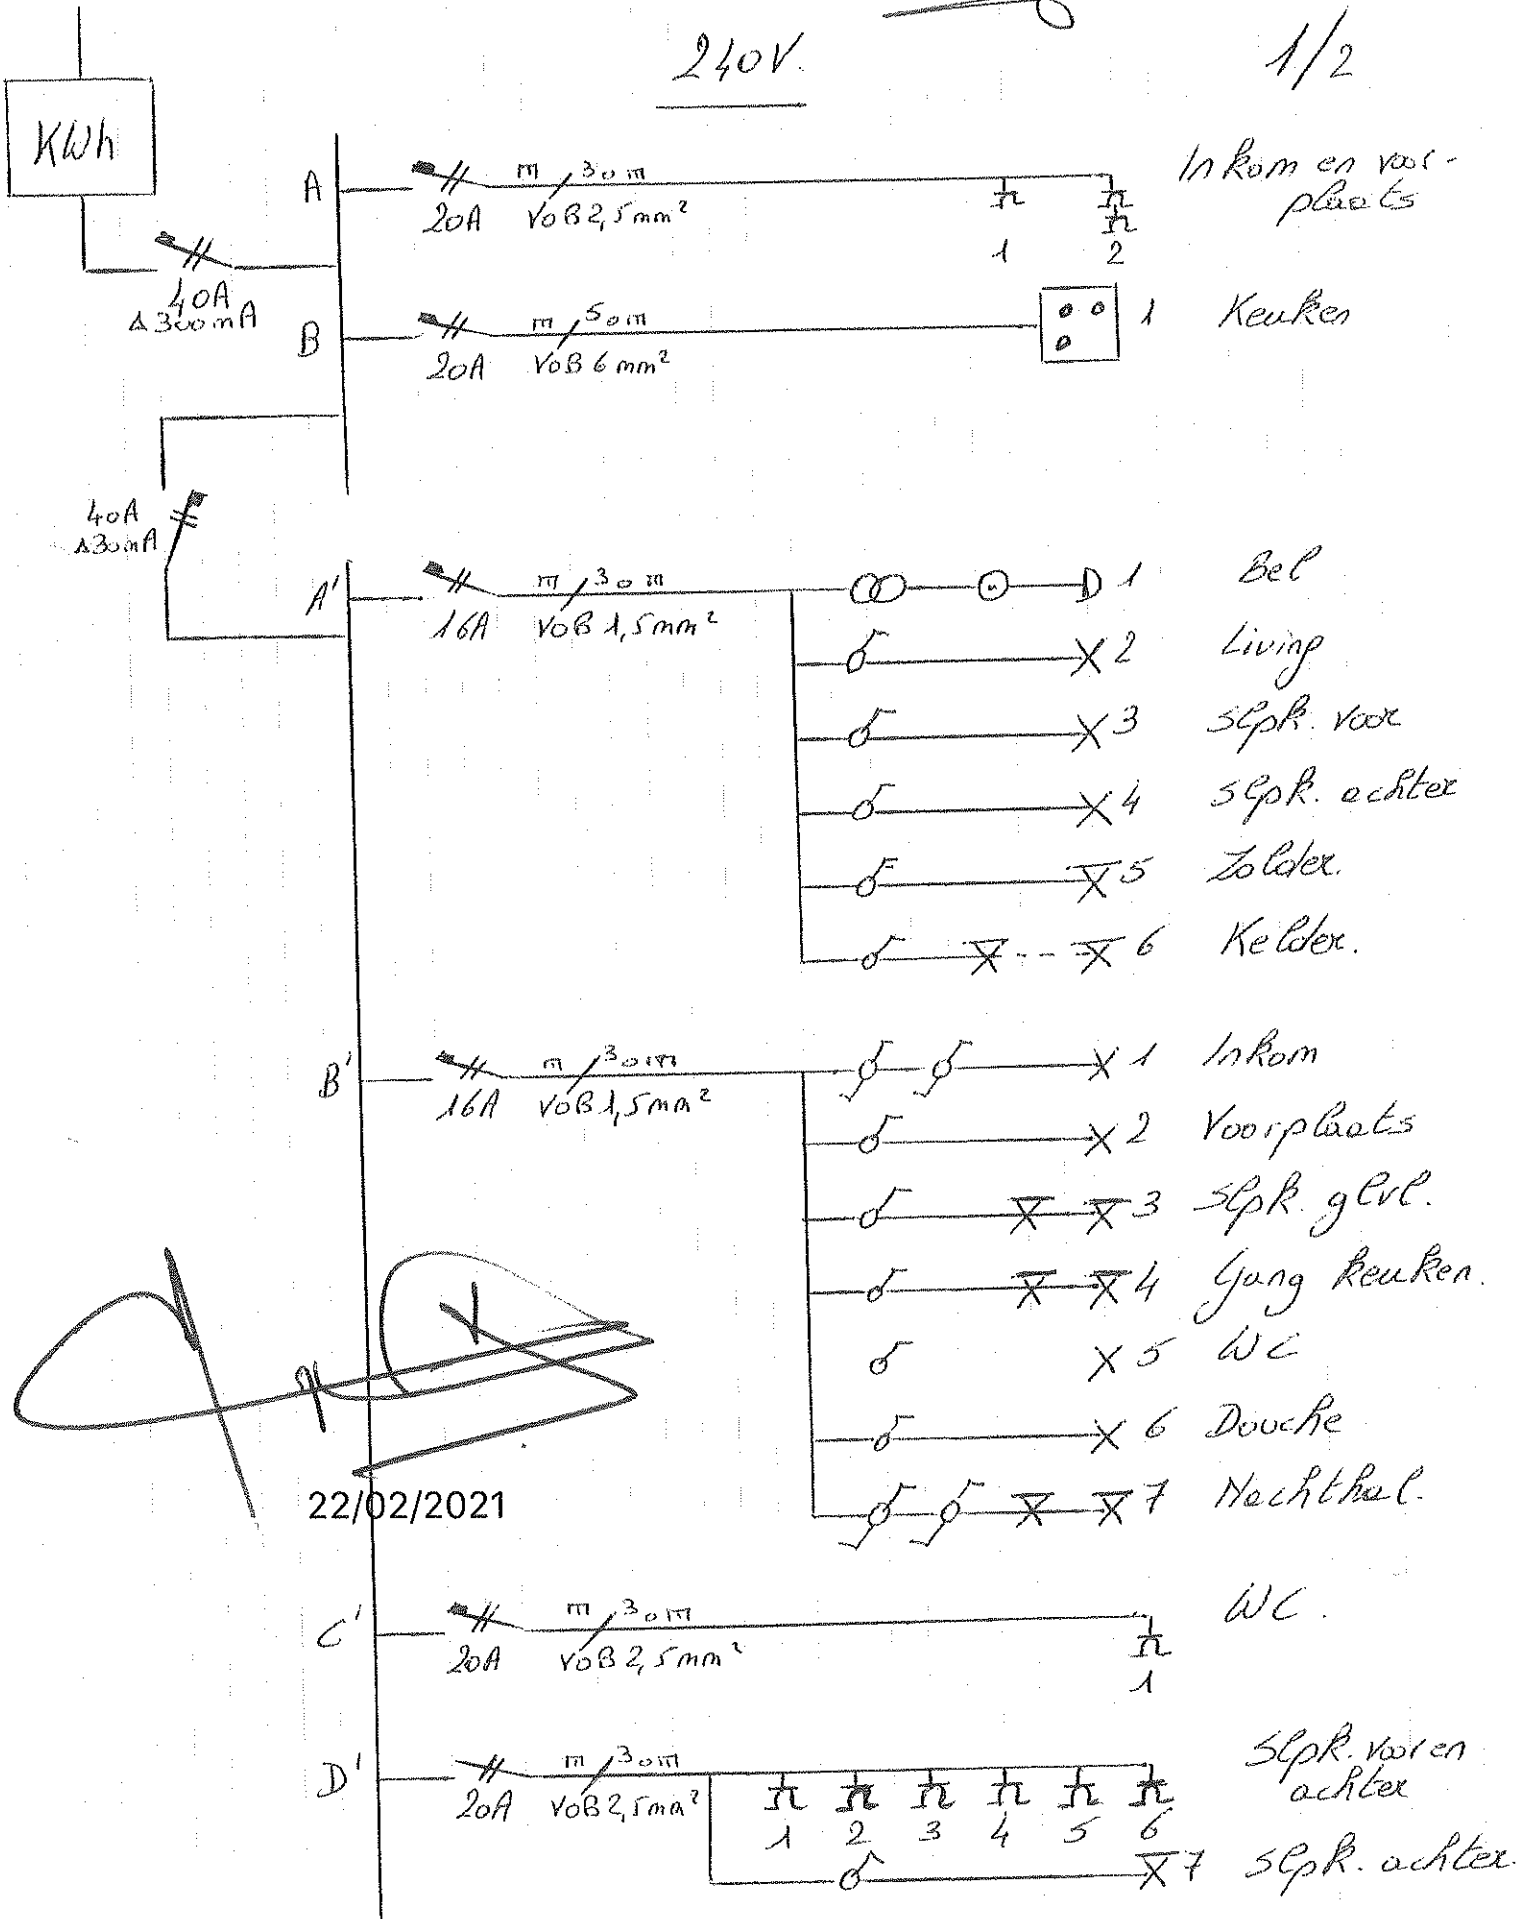 240V.
1/2
KWh
40A
Δ300mA
A
20A
m 30m
VOB 2,5mm²
1
2
Inkom en voor-
plaats
B
20A
m 50m
VOB 6mm²
1
Keuken
40A
Δ30mA
A'
16A
m 30m
VOB 1,5mm²
1 Bel
2 Living
3 Slpk. voor
4 Slpk. achter
5 Zolder.
6 Kelder.
B'
16A
m 30m
VOB 1,5mm²
1 Inkom
2 Voorplaats
3 Slpk. glvl.
4 Gang keuken.
5 WC
6 Douche
7 Nachthal.
22/02/2021
C'
20A
m 30m
VOB 2,5mm²
1
WC.
D'
20A
m 30m
VOB 2,5mm²
1 2 3 4 5 6
Slpk. voor en
achter
7 Slpk. achter.